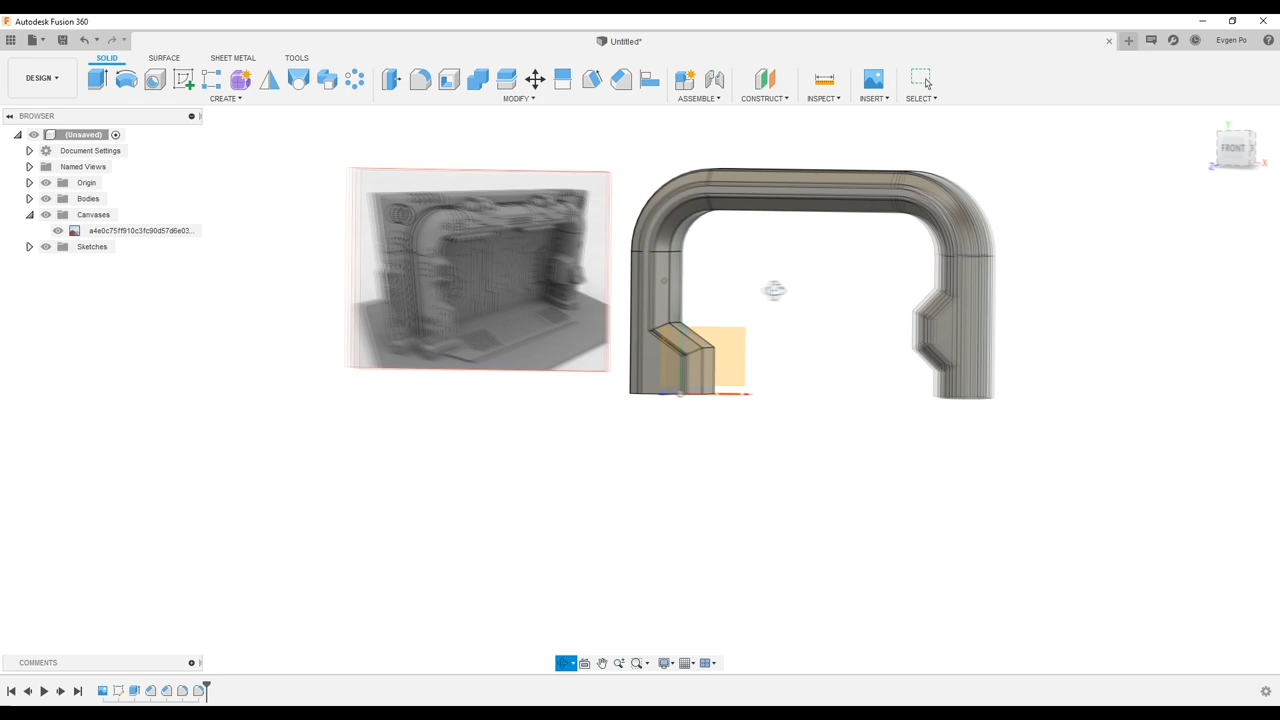 Autodesk Fusion 360
Untitled*
Evgen Po
SOLID SURFACE SHEET METAL TOOLS
DESIGN
CREATE MODIFY ASSEMBLE CONSTRUCT INSPECT INSERT SELECT
BROWSER
(Unsaved)
Document Settings
Named Views
Origin
Bodies
Canvases
a4e0c75ff910c3fc90d57d6e03...
Sketches
Y
FRONT
Z
X
COMMENTS